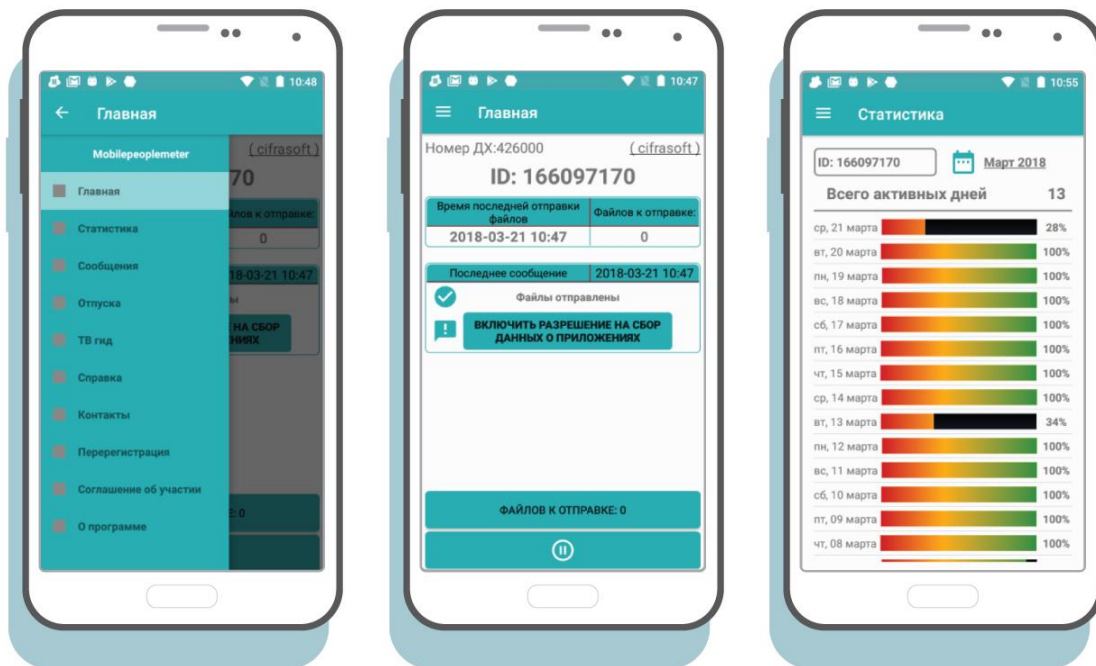 10:48
Главная
Mobilepeoplemeter
( cifrasoft )
70
Главная
файлов к отправке:
Статистика
0
Сообщения
18-03-21 10:47
Отпуска
ТВ гид
НА СБОР
НИЯХ
Справка
Контакты
Перерегистрация
Соглашение об участии
Е: 0
О программе
10:47
Главная
Номер ДХ:426000
( cifrasoft )
ID: 166097170
Время последней отправки файлов
Файлов к отправке:
2018-03-21 10:47
0
Последнее сообщение
2018-03-21 10:47
Файлы отправлены
ВКЛЮЧИТЬ РАЗРЕШЕНИЕ НА СБОР
ДАННЫХ О ПРИЛОЖЕНИЯХ
ФАЙЛОВ К ОТПРАВКЕ: 0
10:55
Статистика
ID: 166097170
Март 2018
Всего активных дней 13
ср, 21 марта 28%
вт, 20 марта 100%
пн, 19 марта 100%
вс, 18 марта 100%
сб, 17 марта 100%
пт, 16 марта 100%
чт, 15 марта 100%
ср, 14 марта 100%
вт, 13 марта 34%
пн, 12 марта 100%
вс, 11 марта 100%
сб, 10 марта 100%
пт, 09 марта 100%
чт, 08 марта 100%